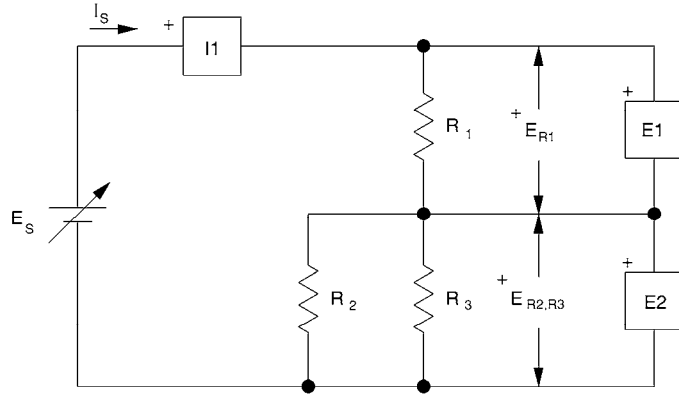 I_S
+ I1
+
R_1
+ E_R1
+ E1
E_S
R_2
R_3
+ E_R2,R3
+ E2